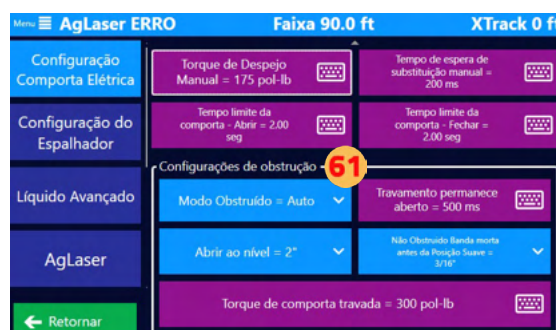 Menu AgLaser ERRO Faixa 90.0 ft XTrack 0 ft
Configuração
Comporta Elétrica
Torque de Despejo
Manual = 175 pol-lb
Tempo de espera de
substituição manual =
200 ms
Configuração do
Espalhador
Tempo limite da
comporta - Abrir = 2.00
seg
Tempo limite da
comporta - Fechar =
2.00 seg
Configurações de obstrução
61
Líquido Avançado
Modo Obstruído = Auto
Travamento permanece
aberto = 500 ms
AgLaser
Abrir ao nível = 2"
Não Obstruido Banda morta
antes da Posição Suave =
3/16"
Torque de comporta travada = 300 pol-lb
Retornar